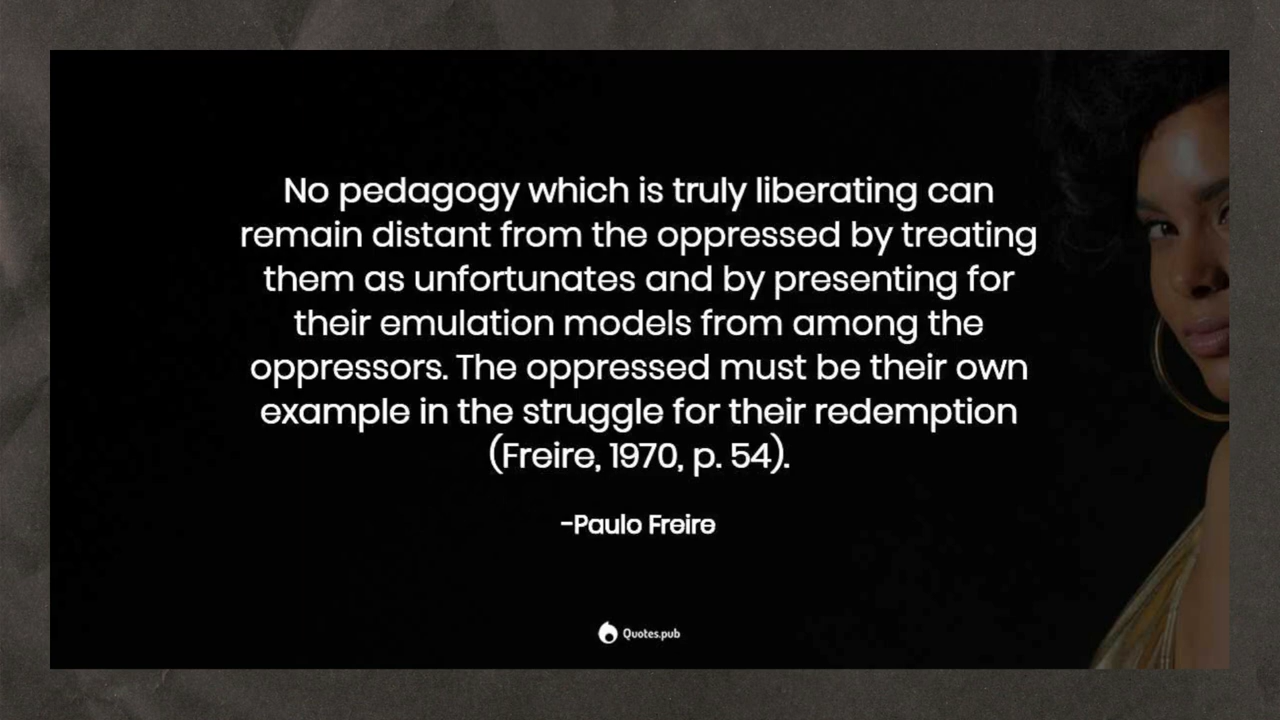 No pedagogy which is truly liberating can
remain distant from the oppressed by treating
them as unfortunates and by presenting for
their emulation models from among the
oppressors. The oppressed must be their own
example in the struggle for their redemption
(Freire, 1970, p. 54).
-Paulo Freire
Quotes.pub